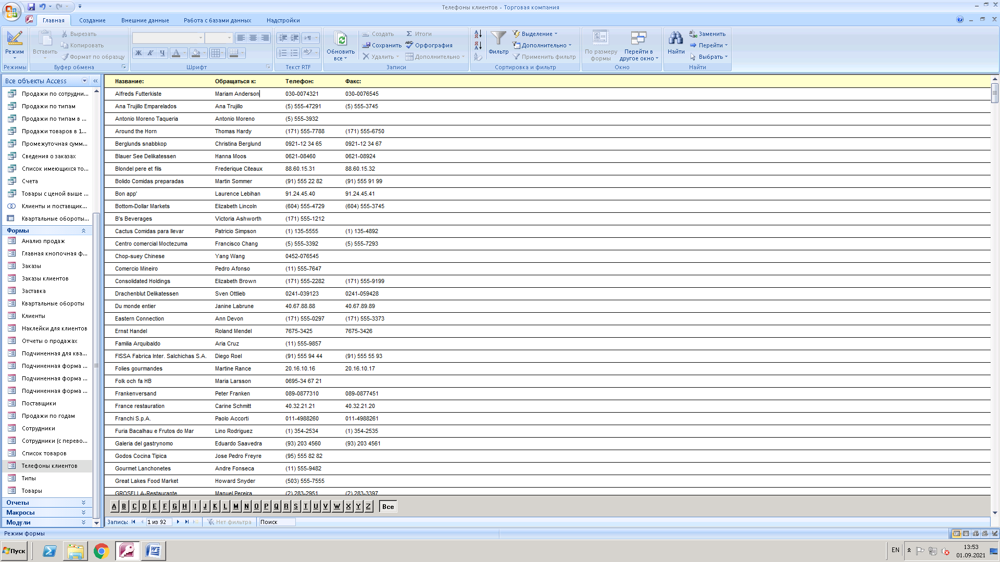 Телефоны клиентов - Торговая компания
Главная Создание Внешние данные Работа с базами данных Надстройки
Режим
Режимы
Вставить
Вырезать
Копировать
Формат по образцу
Буфер обмена
Ж К Ч А
Шрифт
Текст RTF
Обновить все
Создать
Сохранить
Удалить
Итоги
Орфография
Дополнительно
Записи
Фильтр
Выделение
Дополнительно
Применить фильтр
Сортировка и фильтр
По размеру формы
Перейти в другое окно
Окно
Найти
Заменить
Перейти
Выбрать
Найти
Все объекты Access
Продажи по сотрудни...
Продажи по типам
Продажи по типам в ...
Продажи товаров в 1...
Промежуточная сумм...
Сведения о заказах
Список имеющихся то...
Счета
Товары с ценой выше ...
Клиенты и поставщик...
Квартальные обороты...
Формы
Анализ продаж
Главная кнопочная ф...
Заказы
Заказы клиентов
Заставка
Квартальные обороты
Клиенты
Наклейки для клиентов
Отчеты о продажах
Подчиненная для ква...
Подчиненная форма ...
Подчиненная форма ...
Подчиненная форма ...
Поставщики
Продажи по годам
Сотрудники
Сотрудники (с перево...
Список товаров
Телефоны клиентов
Типы
Товары
Отчеты
Макросы
Модули
Название: Обращаться к: Телефон: Факс:
Alfreds Futterkiste Mariam Anderson 030-0074321 030-0076545
Ana Trujillo Emparelados Ana Trujillo (5) 555-47291 (5) 555-3745
Antonio Moreno Taqueria Antonio Moreno (5) 555-3932
Around the Horn Thomas Hardy (171) 555-7788 (171) 555-6750
Berglunds snabbkop Christina Berglund 0921-12 34 65 0921-12 34 67
Blauer See Delikatessen Hanna Moos 0621-08460 0621-08924
Blondel pere et fils Frederique Citeaux 88.60.15.31 88.60.15.32
Bolido Comidas preparadas Martin Sommer (91) 555 22 82 (91) 555 91 99
Bon app' Laurence Lebihan 91.24.45.40 91.24.45.41
Bottom-Dollar Markets Elizabeth Lincoln (604) 555-4729 (604) 555-3745
B's Beverages Victoria Ashworth (171) 555-1212
Cactus Comidas para llevar Patricio Simpson (1) 135-5555 (1) 135-4892
Centro comercial Moctezuma Francisco Chang (5) 555-3392 (5) 555-7293
Chop-suey Chinese Yang Wang 0452-076545
Comercio Mineiro Pedro Afonso (11) 555-7647
Consolidated Holdings Elizabeth Brown (171) 555-2282 (171) 555-9199
Drachenblut Delikatessen Sven Ottlieb 0241-039123 0241-059428
Du monde entier Janine Labrune 40.67.88.88 40.67.89.89
Eastern Connection Ann Devon (171) 555-0297 (171) 555-3373
Ernst Handel Roland Mendel 7675-3425 7675-3426
Familia Arquibaldo Aria Cruz (11) 555-9857
FISSA Fabrica Inter. Salchichas S.A. Diego Roel (91) 555 94 44 (91) 555 55 93
Folies gourmandes Martine Rance 20.16.10.16 20.16.10.17
Folk och fa HB Maria Larsson 0695-34 67 21
Frankenversand Peter Franken 089-0877310 089-0877451
France restauration Carine Schmitt 40.32.21.21 40.32.21.20
Franchi S.p.A. Paolo Accorti 011-4988260 011-4988261
Furia Bacalhau e Frutos do Mar Lino Rodriguez (1) 354-2534 (1) 354-2535
Galeria del gastrynomo Eduardo Saavedra (93) 203 4560 (93) 203 4561
Godos Cocina Tipica Jose Pedro Freyre (95) 555 82 82
Gourmet Lanchonetes Andre Fonseca (11) 555-9482
Great Lakes Food Market Howard Snyder (503) 555-7555
GROSELLA-Restaurante Manuel Pereira (2) 283-2951 (2) 283-3397
A B C D E F G H I J K L M N O P Q R S T U V W X Y Z Все
Запись: 1 из 92 Нет фильтра Поиск
Режим формы
Пуск
EN
13:53
01.09.2021